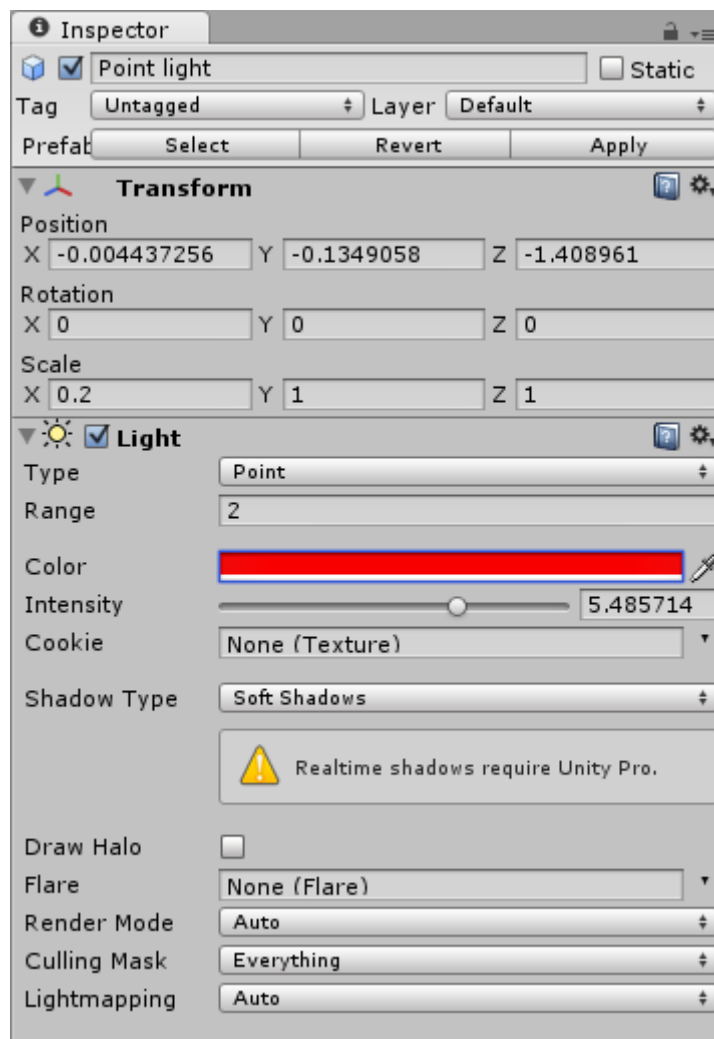 Inspector
Point light Static
Tag Untagged Layer Default
Prefab Select Revert Apply
Transform
Position
X -0.004437256 Y -0.1349058 Z -1.408961
Rotation
X 0 Y 0 Z 0
Scale
X 0.2 Y 1 Z 1
Light
Type Point
Range 2
Color
Intensity 5.485714
Cookie None (Texture)
Shadow Type Soft Shadows
Realtime shadows require Unity Pro.
Draw Halo
Flare None (Flare)
Render Mode Auto
Culling Mask Everything
Lightmapping Auto